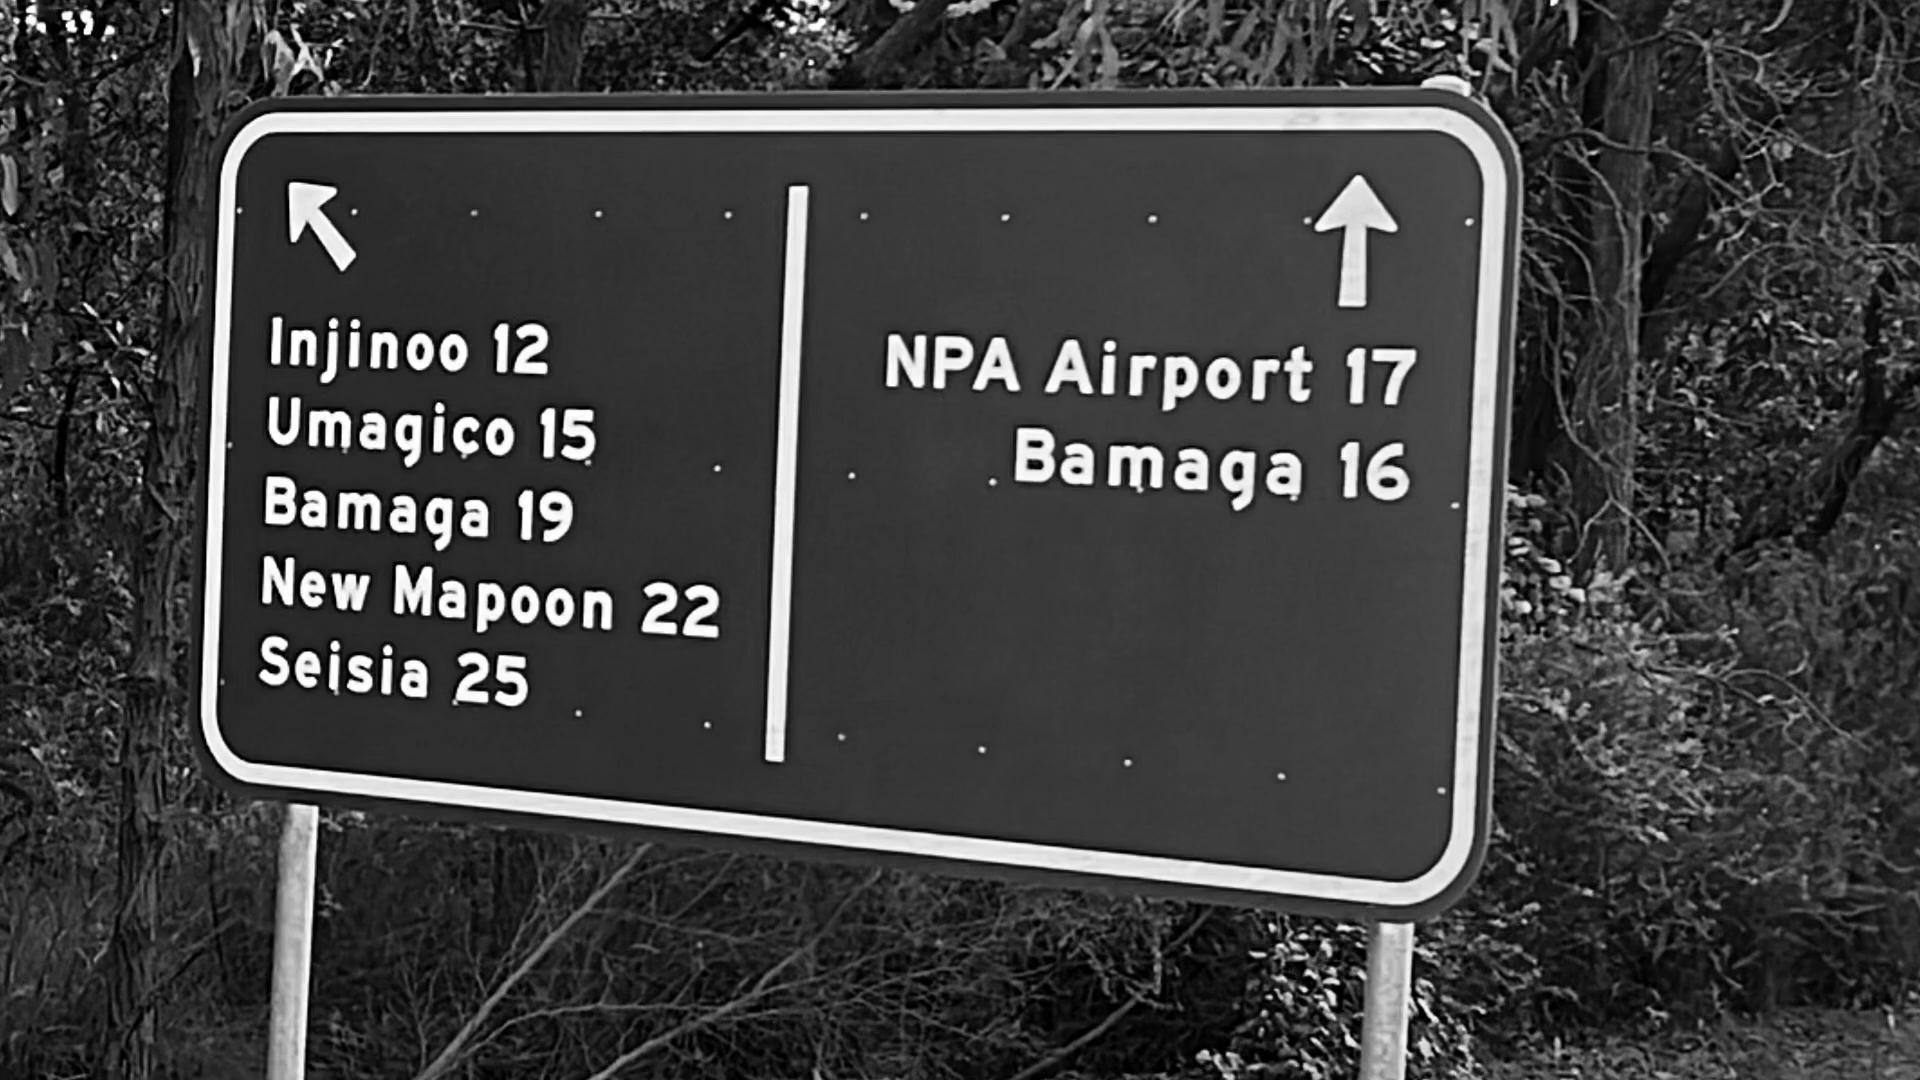 Injinoo 12
Umagico 15
Bamaga 19
New Mapoon 22
Seisia 25
NPA Airport 17
Bamaga 16